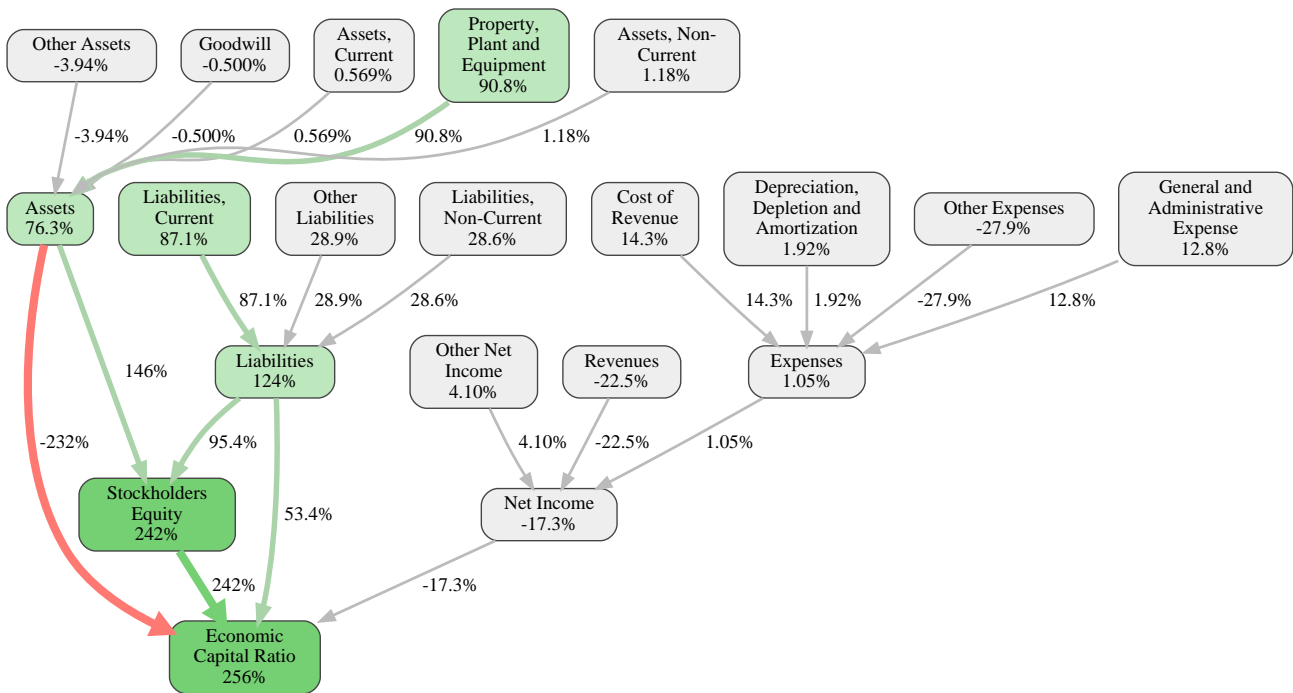 Other Assets
-3.94%
Goodwill
-0.500%
Assets,
Current
0.569%
Property,
Plant and
Equipment
90.8%
Assets, Non-
Current
1.18%
-3.94%
-0.500%
0.569%
90.8%
1.18%
Assets
76.3%
Liabilities,
Current
87.1%
Other
Liabilities
28.9%
Liabilities,
Non-Current
28.6%
Cost of
Revenue
14.3%
Depreciation,
Depletion and
Amortization
1.92%
Other Expenses
-27.9%
General and
Administrative
Expense
12.8%
87.1%
28.9%
28.6%
14.3%
1.92%
-27.9%
12.8%
146%
Liabilities
124%
Other Net
Income
4.10%
Revenues
-22.5%
Expenses
1.05%
-232%
95.4%
4.10%
-22.5%
1.05%
Stockholders
Equity
242%
53.4%
Net Income
-17.3%
242%
-17.3%
Economic
Capital Ratio
256%